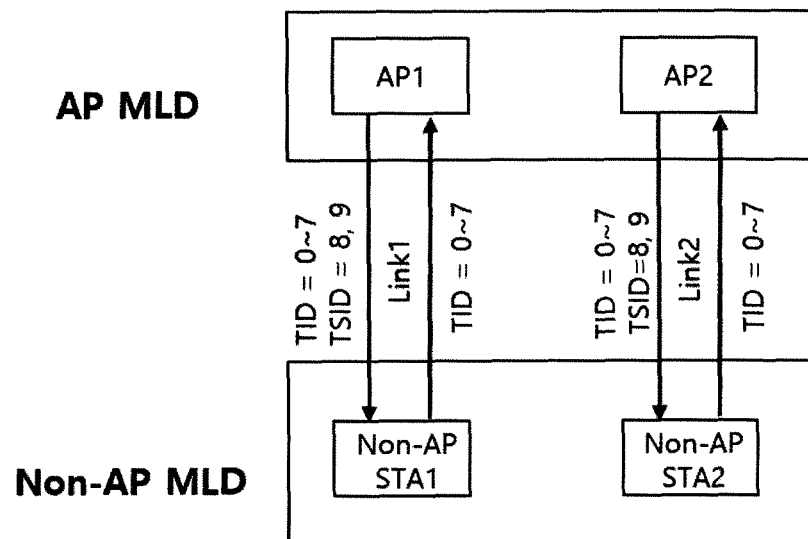 AP1
AP2
AP MLD
TID = 0~7
TSID = 8, 9
Link1
TID = 0~7
TID = 0~7
TSID=8, 9
Link2
TID = 0~7
Non-AP
STA1
Non-AP
STA2
Non-AP MLD